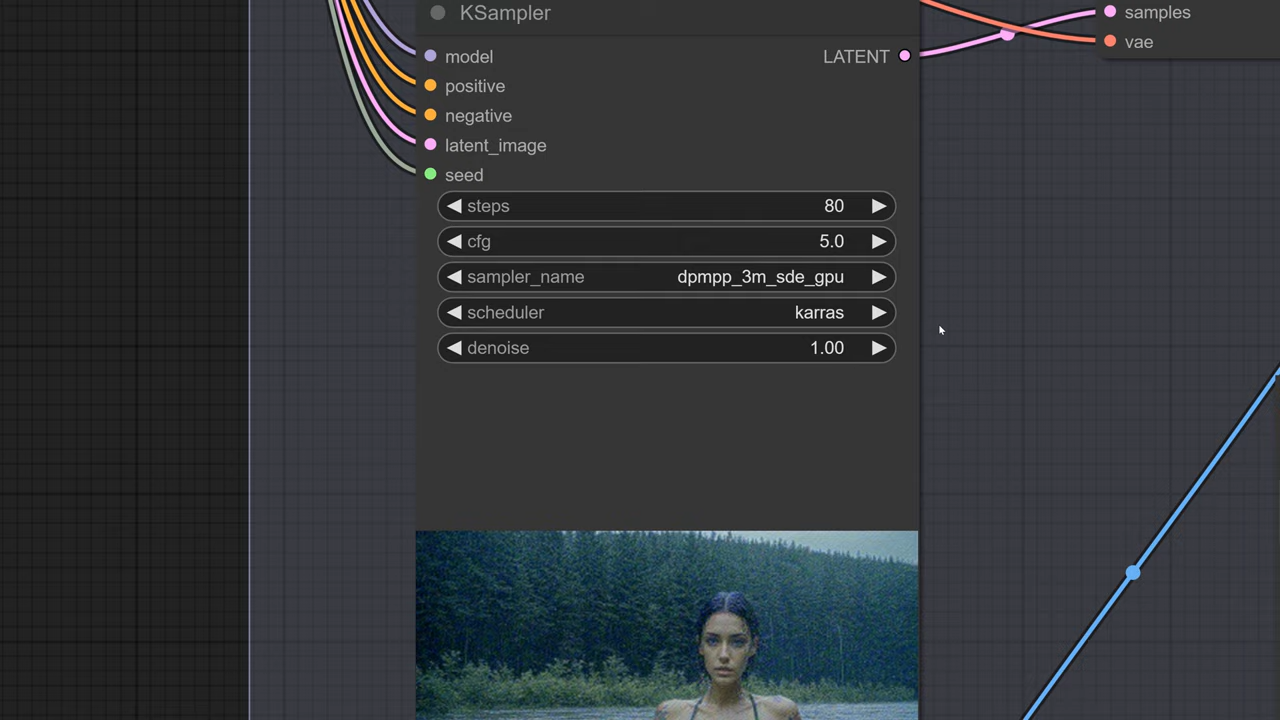 KSampler
samples
vae
model
LATENT
positive
negative
latent_image
seed
steps 80
cfg 5.0
sampler_name dpmpp_3m_sde_gpu
scheduler karras
denoise 1.00